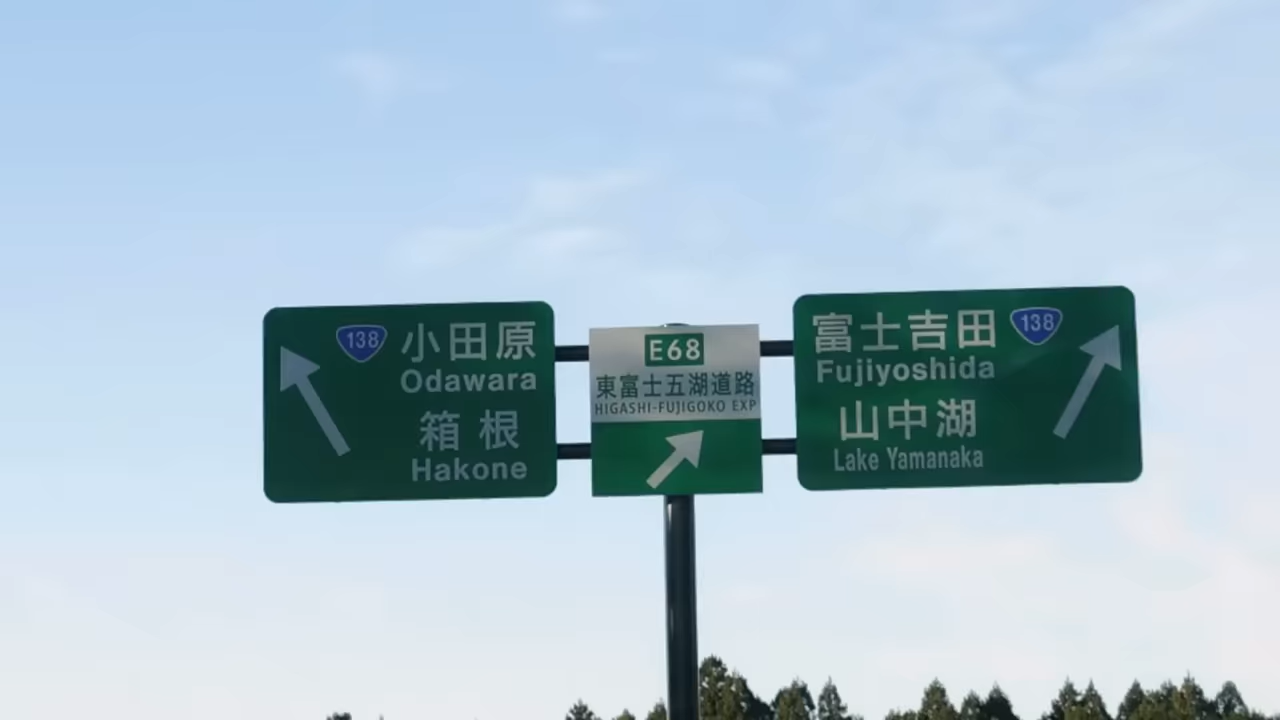 138
小田原
Odawara
箱根
Hakone
E68
東富士五湖道路
HIGASHI-FUJIGOKO EXP
富士吉田
138
Fujiyoshida
山中湖
Lake Yamanaka